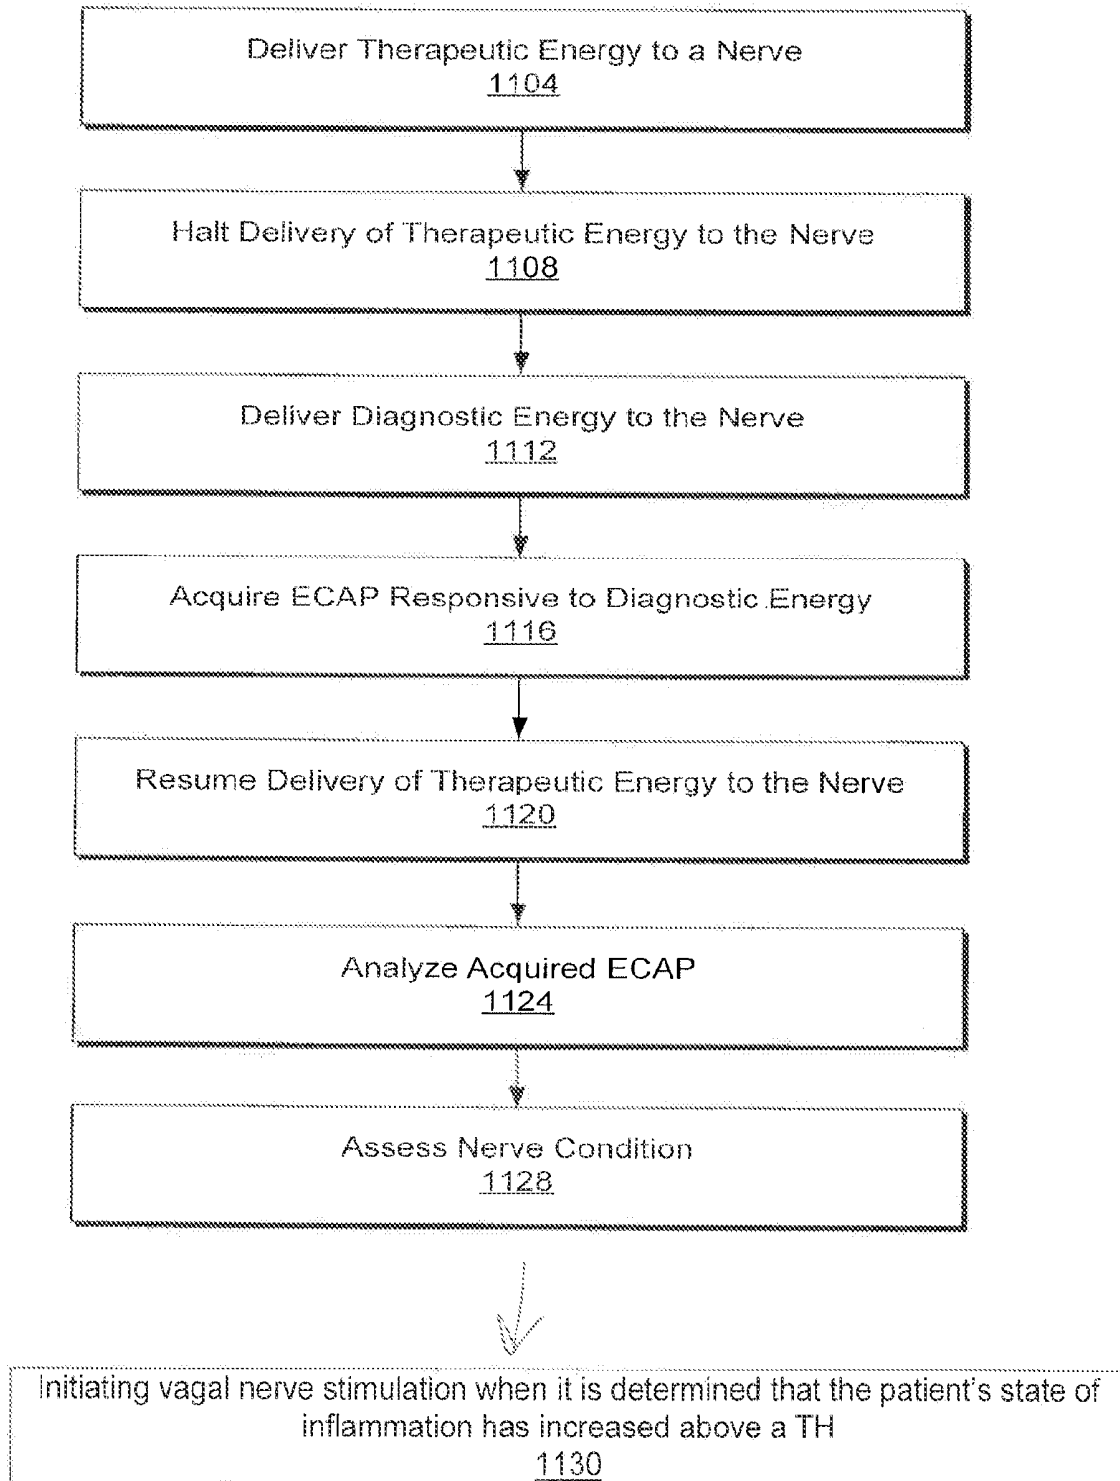 Deliver Therapeutic Energy to a Nerve
1104
Halt Delivery of Therapeutic Energy to the Nerve
1108
Deliver Diagnostic Energy to the Nerve
1112
Acquire ECAP Responsive to Diagnostic Energy
1116
Resume Delivery of Therapeutic Energy to the Nerve
1120
Analyze Acquired ECAP
1124
Assess Nerve Condition
1128
Initiating vagal nerve stimulation when it is determined that the patient's state of
inflammation has increased above a TH
1130